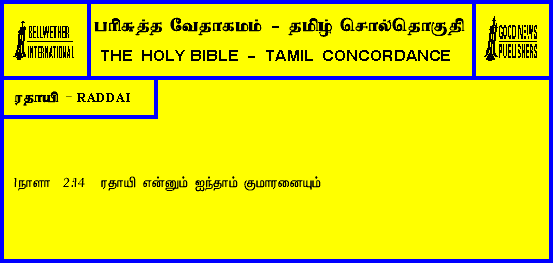 BELLWETHER
INTERNATIONAL
பரிசுத்த வேதாகமம் - தமிழ் சொல்தொகுதி
THE HOLY BIBLE - TAMIL CONCORDANCE
GOOD NEWS
PUBLISHERS
ரதாயி - RADDAI
1நாளா 2:14 ரதாயி என்னும் ஐந்தாம் குமாரனையும்